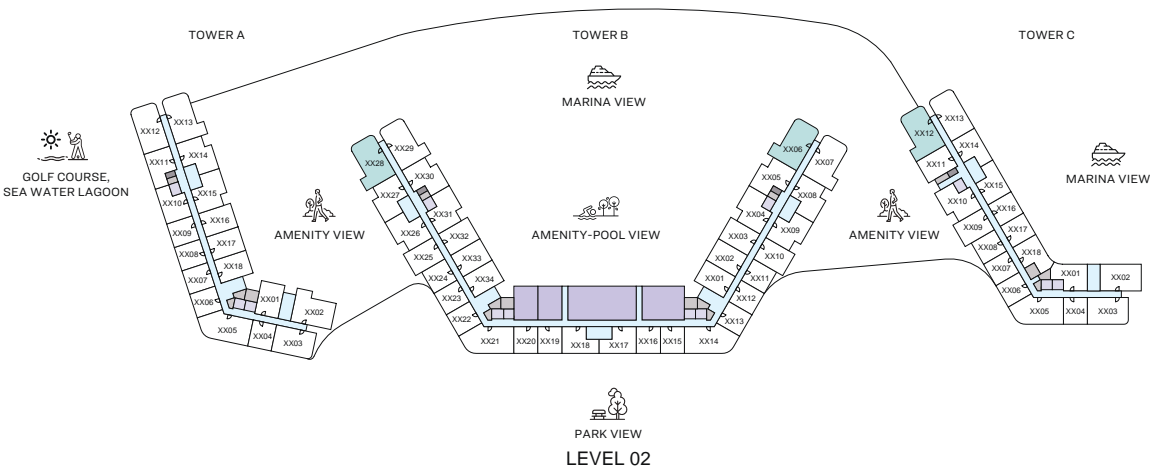 TOWER A
TOWER B
TOWER C
MARINA VIEW
GOLF COURSE,
SEA WATER LAGOON
MARINA VIEW
AMENITY VIEW
AMENITY-POOL VIEW
AMENITY VIEW
XX13
XX12
XX14
XX11
XX15
XX10
XX16
XX09
XX17
XX08
XX18
XX07
XX06
XX01
XX02
XX05
XX04
XX03
XX29
XX28
XX30
XX27
XX31
XX26
XX32
XX25
XX33
XX24
XX34
XX23
XX22
XX21
XX20
XX19
XX18
XX17
XX16
XX15
XX14
XX06
XX07
XX05
XX08
XX04
XX09
XX03
XX10
XX02
XX11
XX01
XX12
XX13
XX13
XX12
XX14
XX11
XX15
XX10
XX16
XX09
XX17
XX08
XX18
XX07
XX01
XX02
XX06
XX05
XX04
XX03
PARK VIEW
LEVEL 02